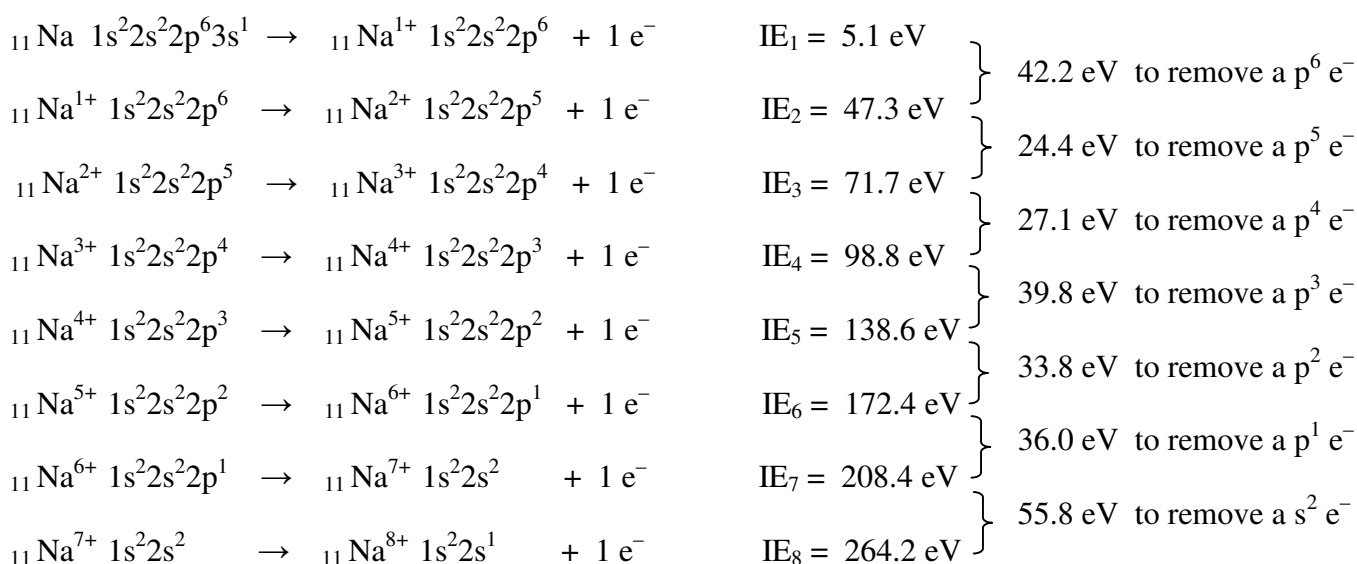 ₁₁Na 1s²2s²2p⁶3s¹ → ₁₁Na¹⁺ 1s²2s²2p⁶ + 1 e⁻ IE₁ = 5.1 eV
42.2 eV to remove a p⁶ e⁻
₁₁Na¹⁺ 1s²2s²2p⁶ → ₁₁Na²⁺ 1s²2s²2p⁵ + 1 e⁻ IE₂ = 47.3 eV
24.4 eV to remove a p⁵ e⁻
₁₁Na²⁺ 1s²2s²2p⁵ → ₁₁Na³⁺ 1s²2s²2p⁴ + 1 e⁻ IE₃ = 71.7 eV
27.1 eV to remove a p⁴ e⁻
₁₁Na³⁺ 1s²2s²2p⁴ → ₁₁Na⁴⁺ 1s²2s²2p³ + 1 e⁻ IE₄ = 98.8 eV
39.8 eV to remove a p³ e⁻
₁₁Na⁴⁺ 1s²2s²2p³ → ₁₁Na⁵⁺ 1s²2s²2p² + 1 e⁻ IE₅ = 138.6 eV
33.8 eV to remove a p² e⁻
₁₁Na⁵⁺ 1s²2s²2p² → ₁₁Na⁶⁺ 1s²2s²2p¹ + 1 e⁻ IE₆ = 172.4 eV
36.0 eV to remove a p¹ e⁻
₁₁Na⁶⁺ 1s²2s²2p¹ → ₁₁Na⁷⁺ 1s²2s² + 1 e⁻ IE₇ = 208.4 eV
55.8 eV to remove a s² e⁻
₁₁Na⁷⁺ 1s²2s² → ₁₁Na⁸⁺ 1s²2s¹ + 1 e⁻ IE₈ = 264.2 eV